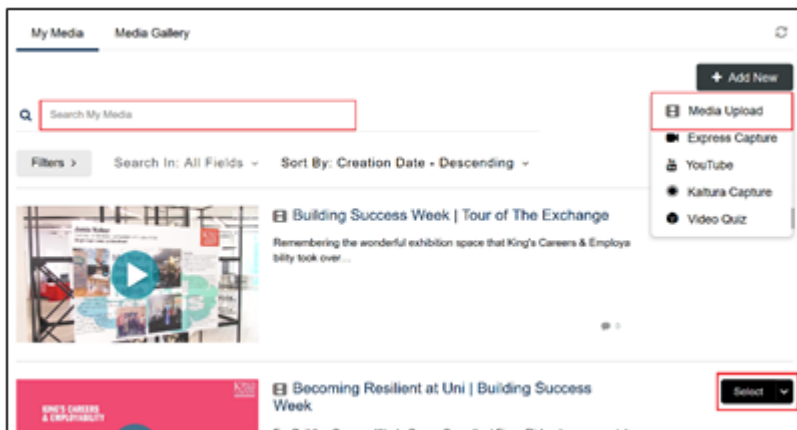 My Media Media Gallery
+ Add New
Search My Media
Media Upload
Express Capture
Filters > Search In: All Fields Sort By: Creation Date - Descending
YouTube
Kaltura Capture
Video Quiz
Building Success Week | Tour of The Exchange
Remembering the wonderful exhibition space that King's Careers & Employa
bility took over...
0
Becoming Resilient at Uni | Building Success
Week
Select
KING'S CAREERS
& EMPLOYABILITY